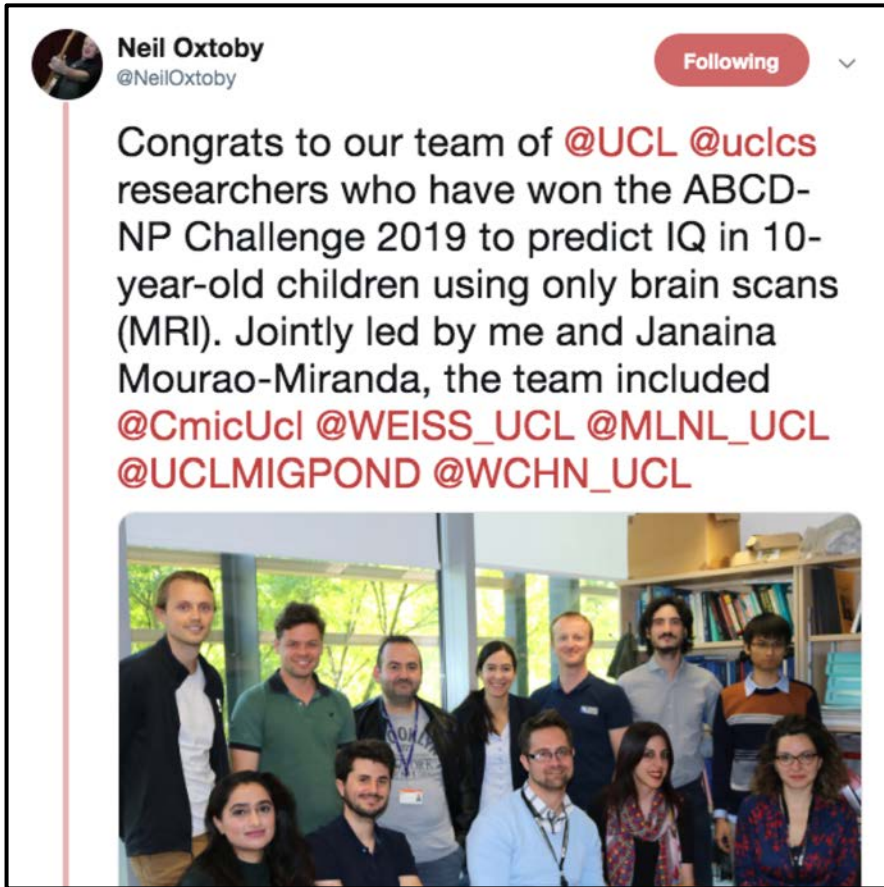 Neil Oxtoby
@NeilOxtoby
Following
Congrats to our team of @UCL @uclcs
researchers who have won the ABCD-
NP Challenge 2019 to predict IQ in 10-
year-old children using only brain scans
(MRI). Jointly led by me and Janaina
Mourao-Miranda, the team included
@CmicUcl @WEISS_UCL @MLNL_UCL
@UCLMIGPOND @WCHN_UCL